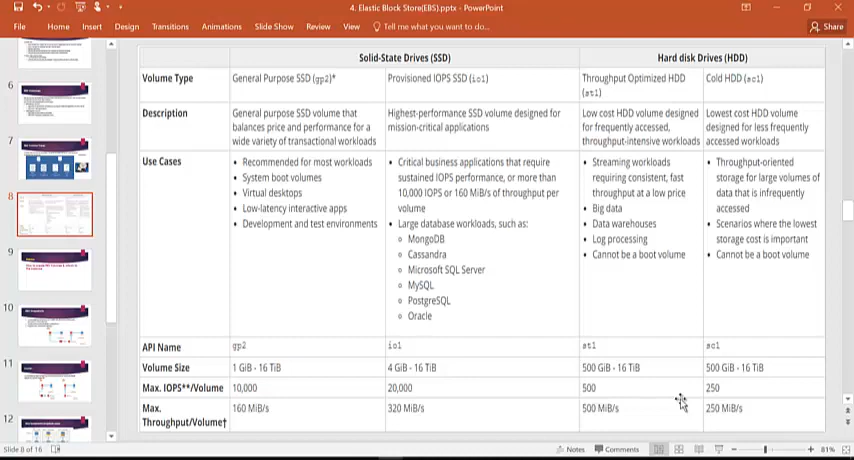 4. Elastic Block Store(EBS).pptx - PowerPoint
File Home Insert Design Transitions Animations Slide Show Review View Tell me what you want to do... Share
Solid-State Drives (SSD) Hard disk Drives (HDD)
Volume Type General Purpose SSD (gp2)* Provisioned IOPS SSD (io1) Throughput Optimized HDD (st1) Cold HDD (sc1)
Description
General purpose SSD volume that
balances price and performance for a
wide variety of transactional workloads
Highest-performance SSD volume designed for
mission-critical applications
Low cost HDD volume designed
for frequently accessed,
throughput-intensive workloads
Lowest cost HDD volume
designed for less frequently
accessed workloads
Use Cases
• Recommended for most workloads
• System boot volumes
• Virtual desktops
• Low-latency interactive apps
• Development and test environments
• Critical business applications that require
sustained IOPS performance, or more than
10,000 IOPS or 160 MiB/s of throughput per
volume
• Large database workloads, such as:
○ MongoDB
○ Cassandra
○ Microsoft SQL Server
○ MySQL
○ PostgreSQL
○ Oracle
• Streaming workloads
requiring consistent, fast
throughput at a low price
• Big data
• Data warehouses
• Log processing
• Cannot be a boot volume
• Throughput-oriented
storage for large volumes of
data that is infrequently
accessed
• Scenarios where the lowest
storage cost is important
• Cannot be a boot volume
API Name gp2 io1 st1 sc1
Volume Size 1 GiB - 16 TiB 4 GiB - 16 TiB 500 GiB - 16 TiB 500 GiB - 16 TiB
Max. IOPS**/Volume 10,000 20,000 500 250
Max.
Throughput/Volume† 160 MiB/s 320 MiB/s 500 MiB/s 250 MiB/s
6
7
8
9
10
11
12
Slide 8 of 16 Notes Comments 81%